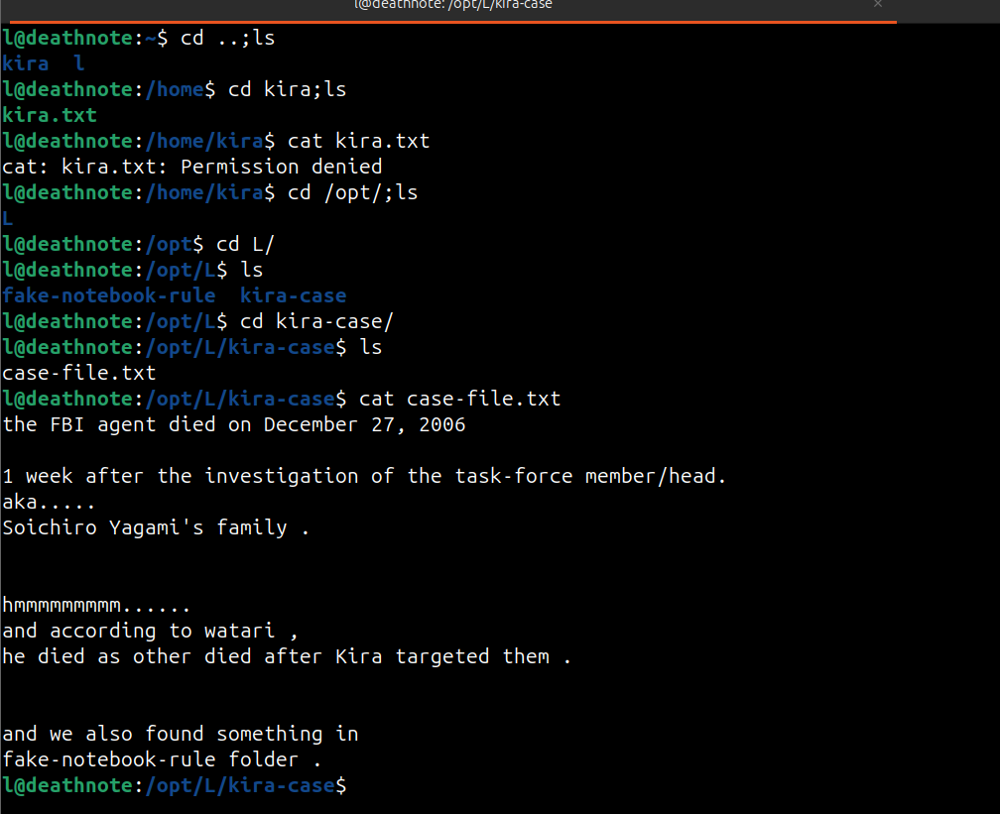 l@deathnote: /opt/L/kira-case ×
l@deathnote:~$ cd ..;ls
kira  l
l@deathnote:/home$ cd kira;ls
kira.txt
l@deathnote:/home/kira$ cat kira.txt
cat: kira.txt: Permission denied
l@deathnote:/home/kira$ cd /opt/;ls
L
l@deathnote:/opt$ cd L/
l@deathnote:/opt/L$ ls
fake-notebook-rule  kira-case
l@deathnote:/opt/L$ cd kira-case/
l@deathnote:/opt/L/kira-case$ ls
case-file.txt
l@deathnote:/opt/L/kira-case$ cat case-file.txt
the FBI agent died on December 27, 2006
1 week after the investigation of the task-force member/head.
aka.....
Soichiro Yagami's family .
hmmmmmmmmm......
and according to watari ,
he died as other died after Kira targeted them .
and we also found something in
fake-notebook-rule folder .
l@deathnote:/opt/L/kira-case$